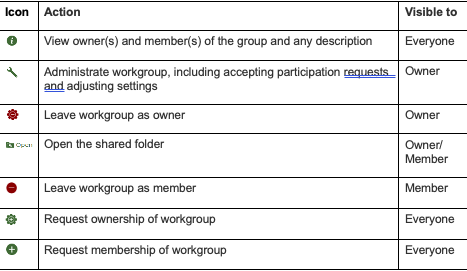 Icon Action Visible to
View owner(s) and member(s) of the group and any description Everyone
Administrate workgroup, including accepting participation requests Owner
and adjusting settings
Leave workgroup as owner Owner
Open Open the shared folder Owner/
Member
Leave workgroup as member Member
Request ownership of workgroup Everyone
Request membership of workgroup Everyone